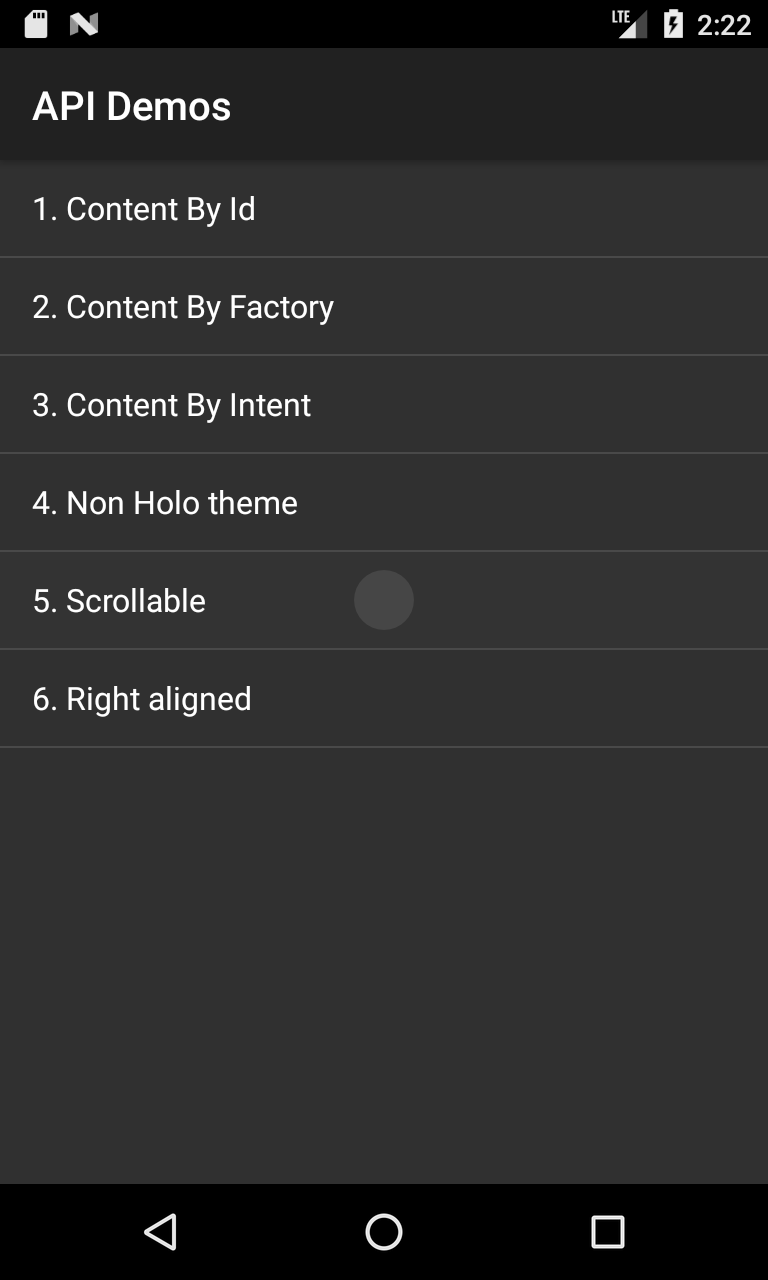 LTE 2:22
API Demos
1. Content By Id
2. Content By Factory
3. Content By Intent
4. Non Holo theme
5. Scrollable
6. Right aligned